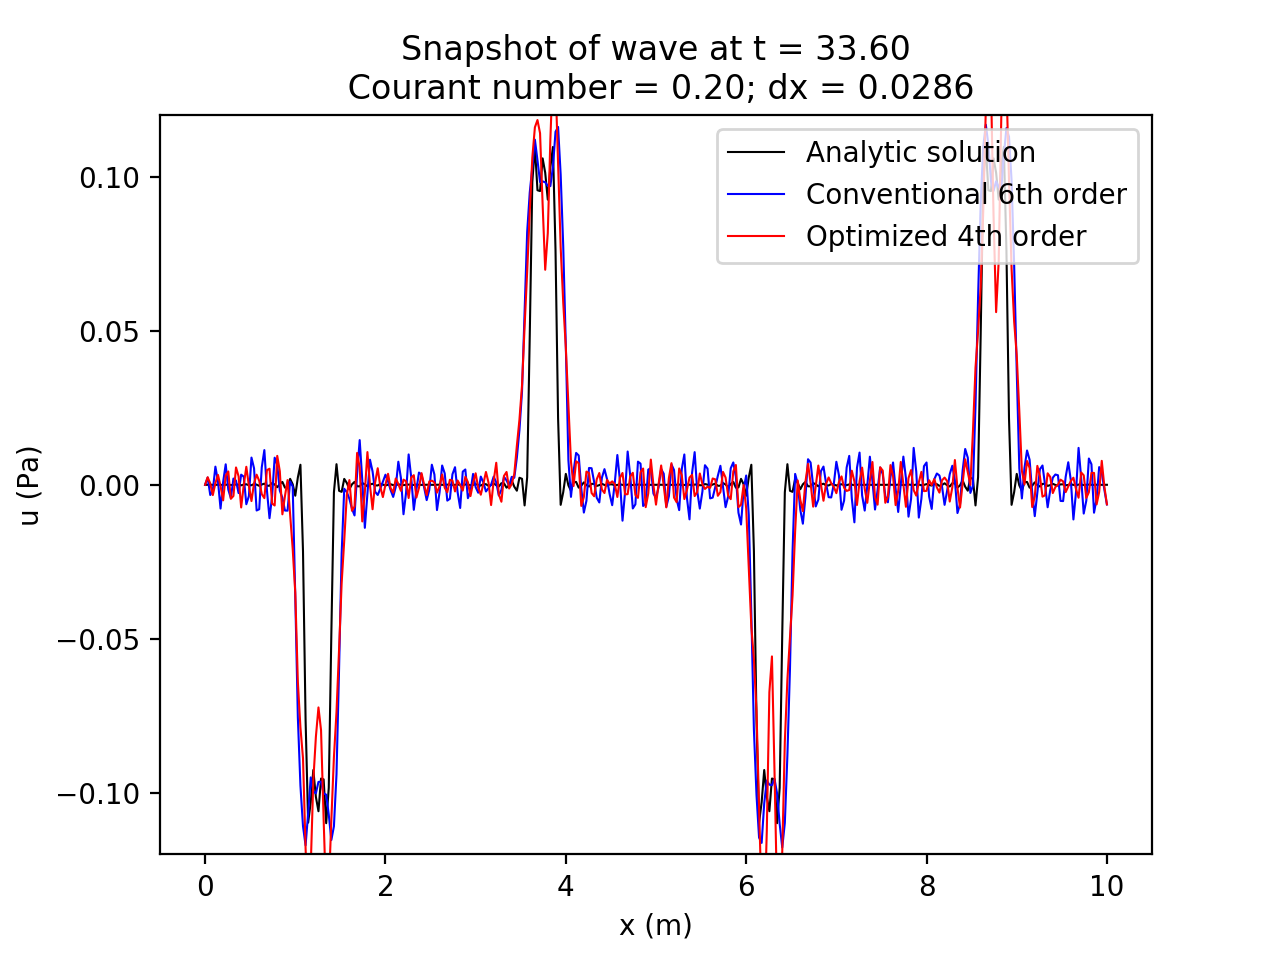 Snapshot of wave at t = 33.60
Courant number = 0.20; dx = 0.0286
Analytic solution
Conventional 6th order
Optimized 4th order
0.10
0.05
0.00
−0.05
−0.10
u (Pa)
0 2 4 6 8 10
x (m)